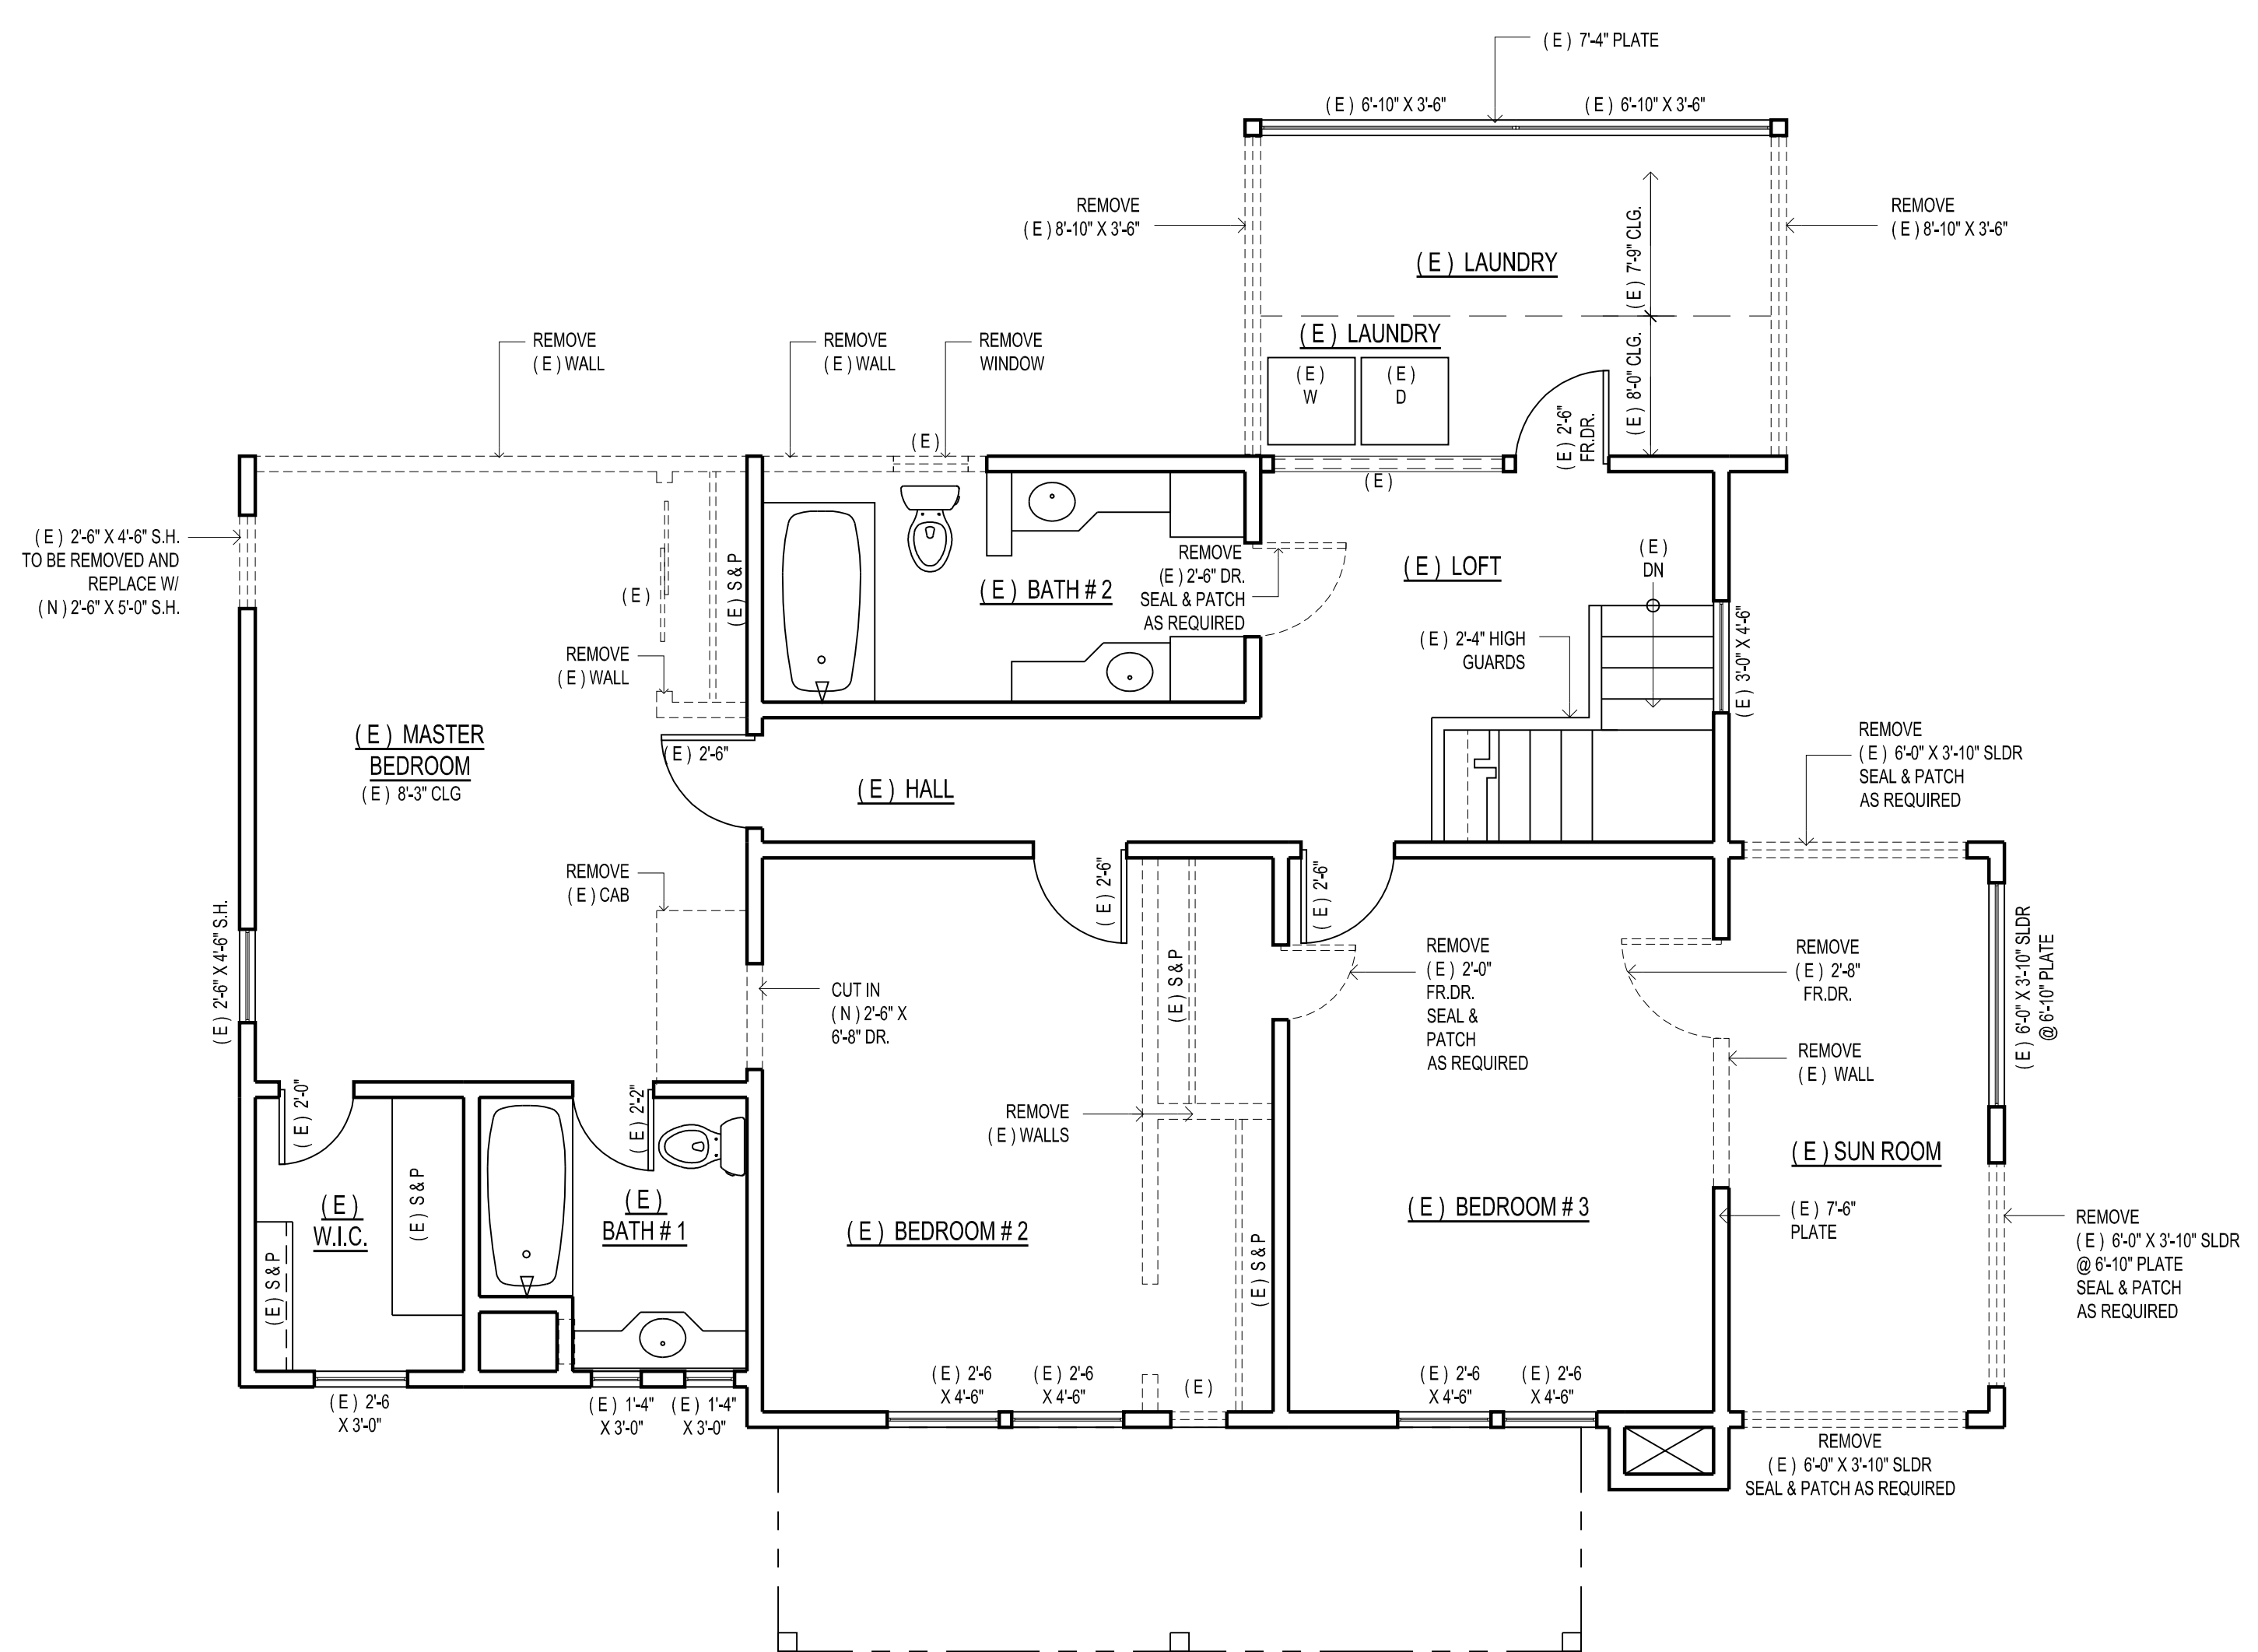 ( E ) 7'-4" PLATE
( E ) 6'-10" X 3'-6"
( E ) 6'-10" X 3'-6"
REMOVE
( E ) 8'-10" X 3'-6"
REMOVE
( E ) 8'-10" X 3'-6"
( E ) LAUNDRY
( E ) 7'-9" CLG.
( E ) LAUNDRY
( E ) 8'-0" CLG.
( E )
W
( E )
D
( E ) 2'-6"
FR.DR.
REMOVE
( E ) WALL
REMOVE
( E ) WALL
REMOVE
WINDOW
( E )
( E )
( E ) 2'-6" X 4'-6" S.H.
TO BE REMOVED AND
REPLACE W/
( N ) 2'-6" X 5'-0" S.H.
( E )
( E ) S & P
REMOVE
( E ) WALL
( E ) BATH # 2
REMOVE
(E ) 2'-6" DR.
SEAL & PATCH
AS REQUIRED
( E ) LOFT
( E )
DN
( E ) 2'-4" HIGH
GUARDS
( E ) 3'-0" X 4'-6"
( E ) MASTER
BEDROOM
( E ) 8'-3" CLG
( E ) 2'-6"
( E ) HALL
REMOVE
( E ) 6'-0" X 3'-10" SLDR
SEAL & PATCH
AS REQUIRED
REMOVE
( E ) CAB
( E ) 2'-6"
( E ) 2'-6"
( E ) 2'-6" X 4'-6" S.H.
CUT IN
( N ) 2'-6" X
6'-8" DR.
( E ) S & P
REMOVE
( E ) 2'-0"
FR.DR.
SEAL &
PATCH
AS REQUIRED
REMOVE
( E ) 2'-8"
FR.DR.
( E ) 6'-0" X 3'-10" SLDR
@ 6'-10" PLATE
REMOVE
( E ) WALL
( E ) 2'-0"
( E ) 2'-2"
REMOVE
( E ) WALLS
( E ) SUN ROOM
( E ) S & P
( E )
W.I.C.
( E )
BATH # 1
( E ) BEDROOM # 2
( E ) BEDROOM # 3
( E ) 7'-6"
PLATE
REMOVE
( E ) 6'-0" X 3'-10" SLDR
@ 6'-10" PLATE
SEAL & PATCH
AS REQUIRED
( E ) S & P
( E ) S & P
( E ) 2'-6
X 3'-0"
( E ) 1'-4"
X 3'-0"
( E ) 1'-4"
X 3'-0"
( E ) 2'-6
X 4'-6"
( E ) 2'-6
X 4'-6"
( E )
( E ) 2'-6
X 4'-6"
( E ) 2'-6
X 4'-6"
REMOVE
( E ) 6'-0" X 3'-10" SLDR
SEAL & PATCH AS REQUIRED